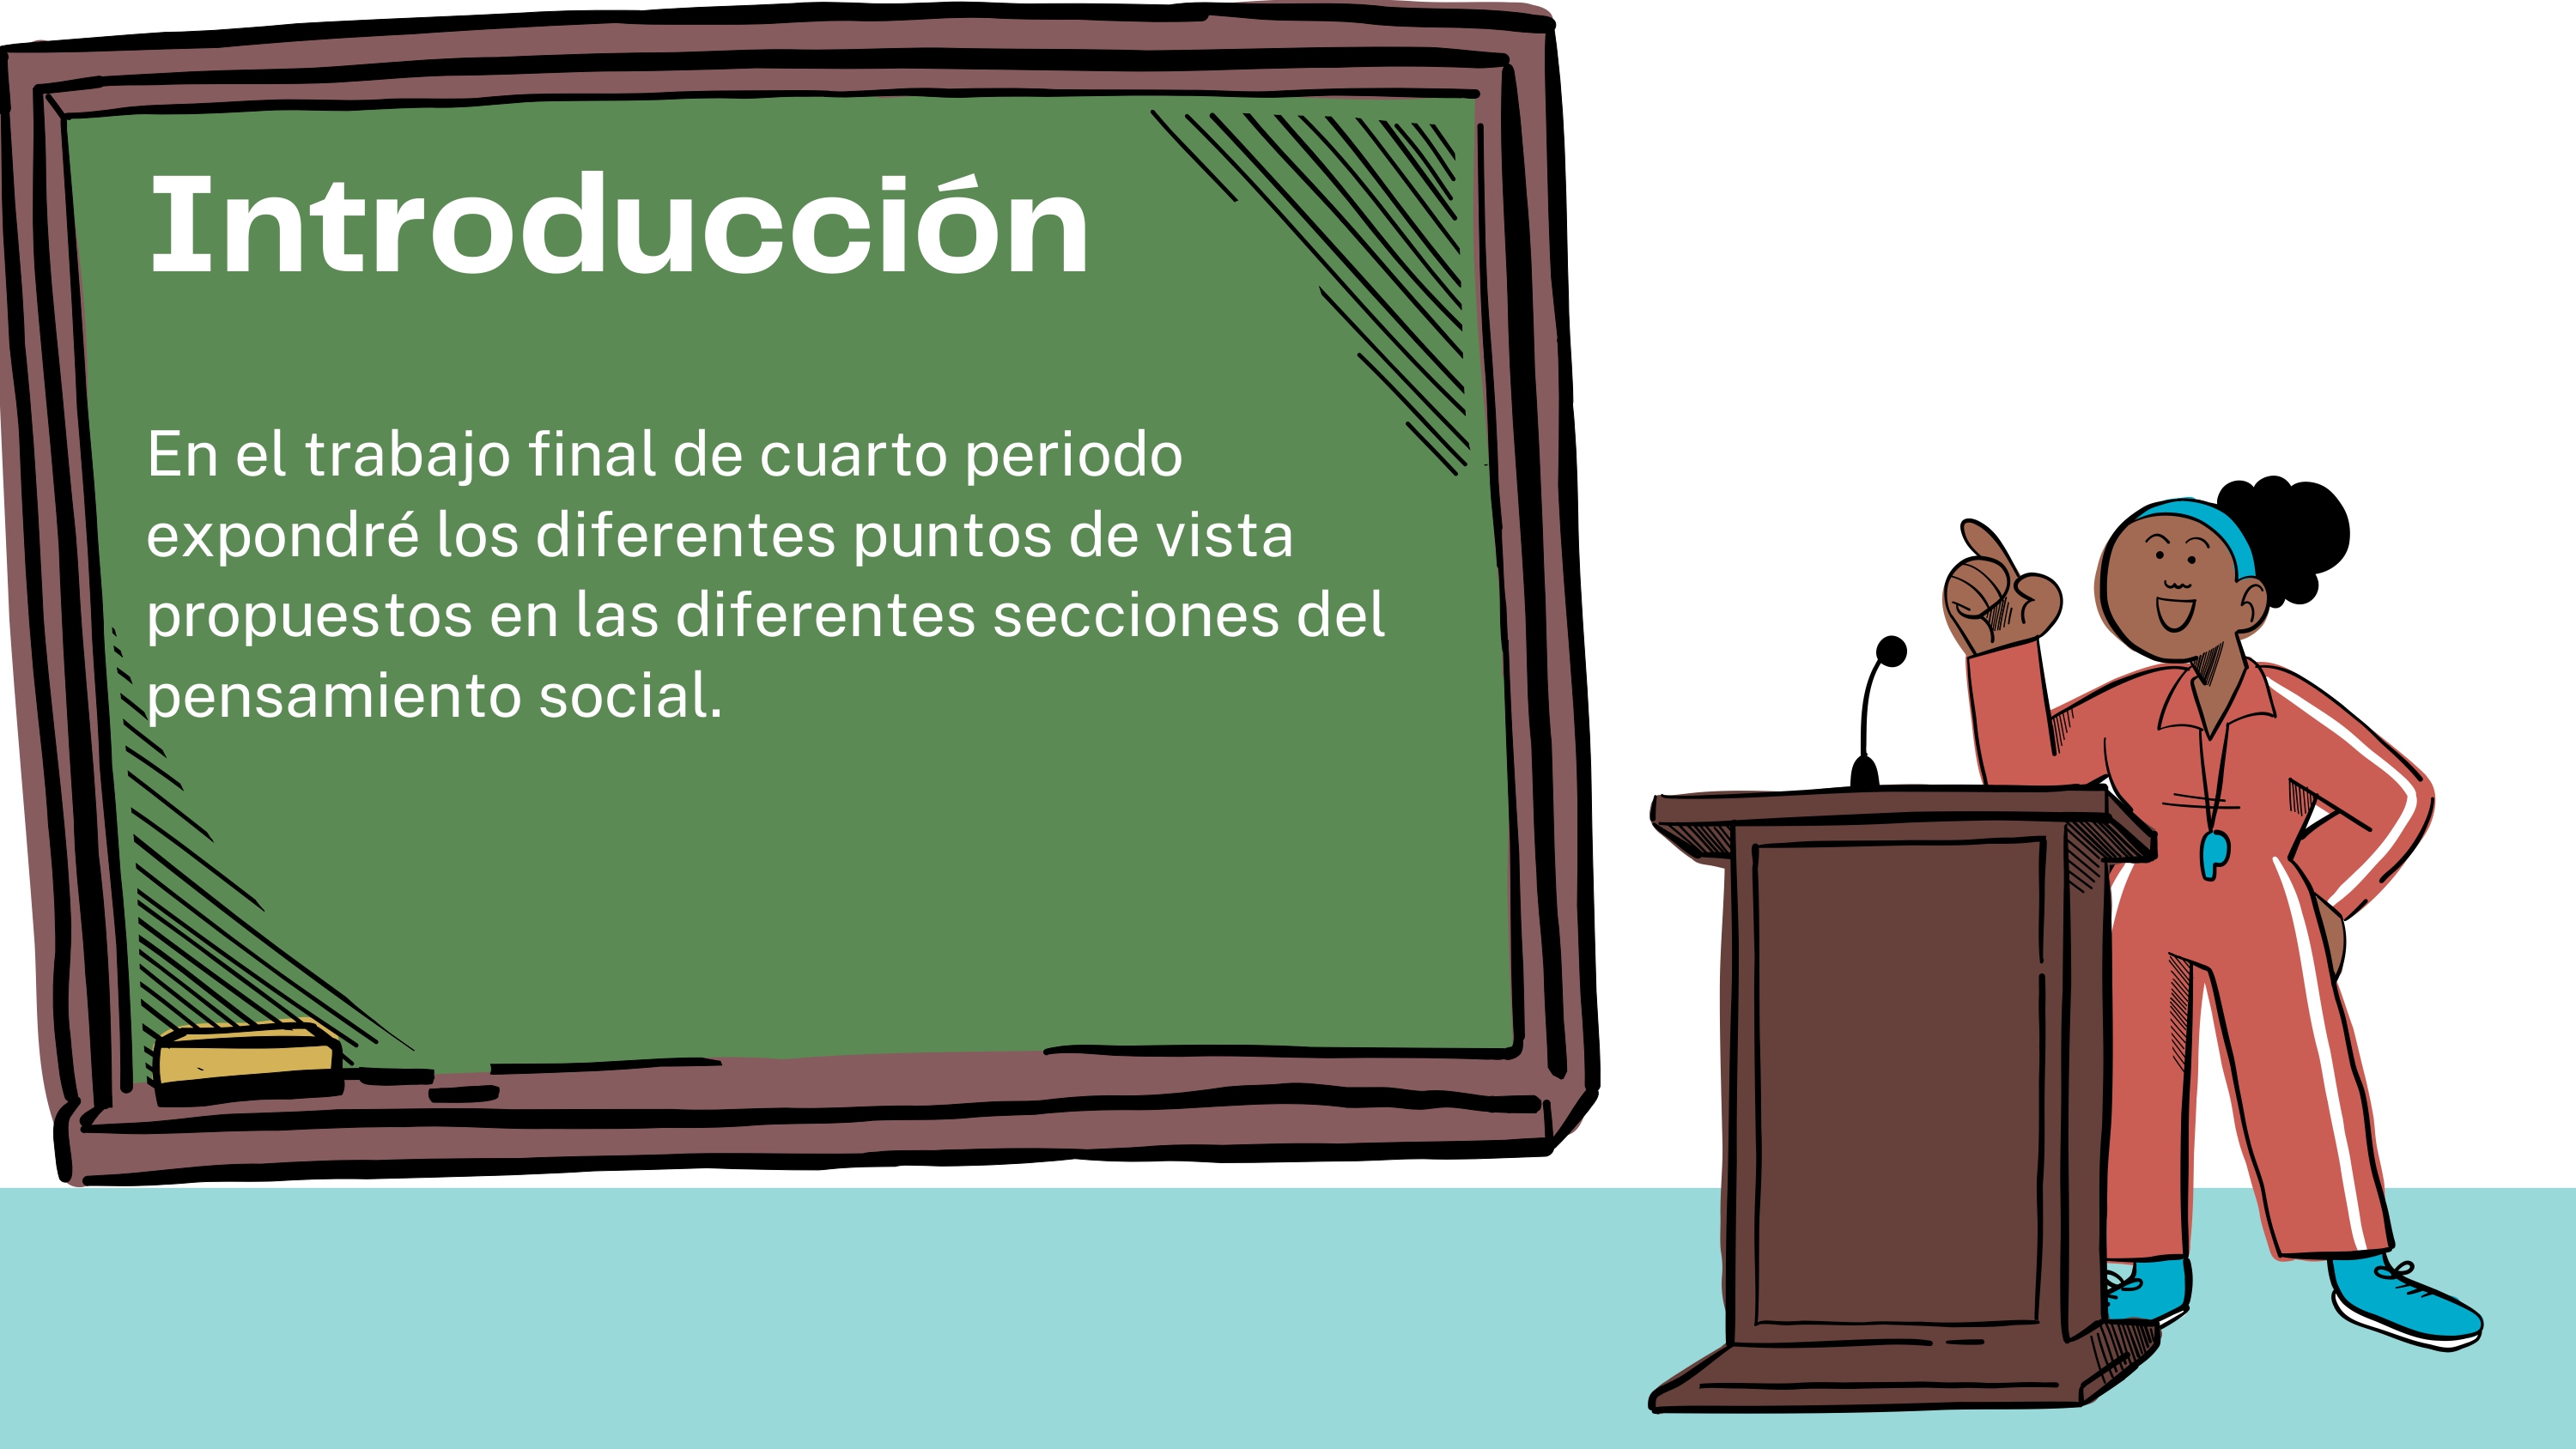 Introducción
En el trabajo final de cuarto periodo
expondré los diferentes puntos de vista
propuestos en las diferentes secciones del
pensamiento social.